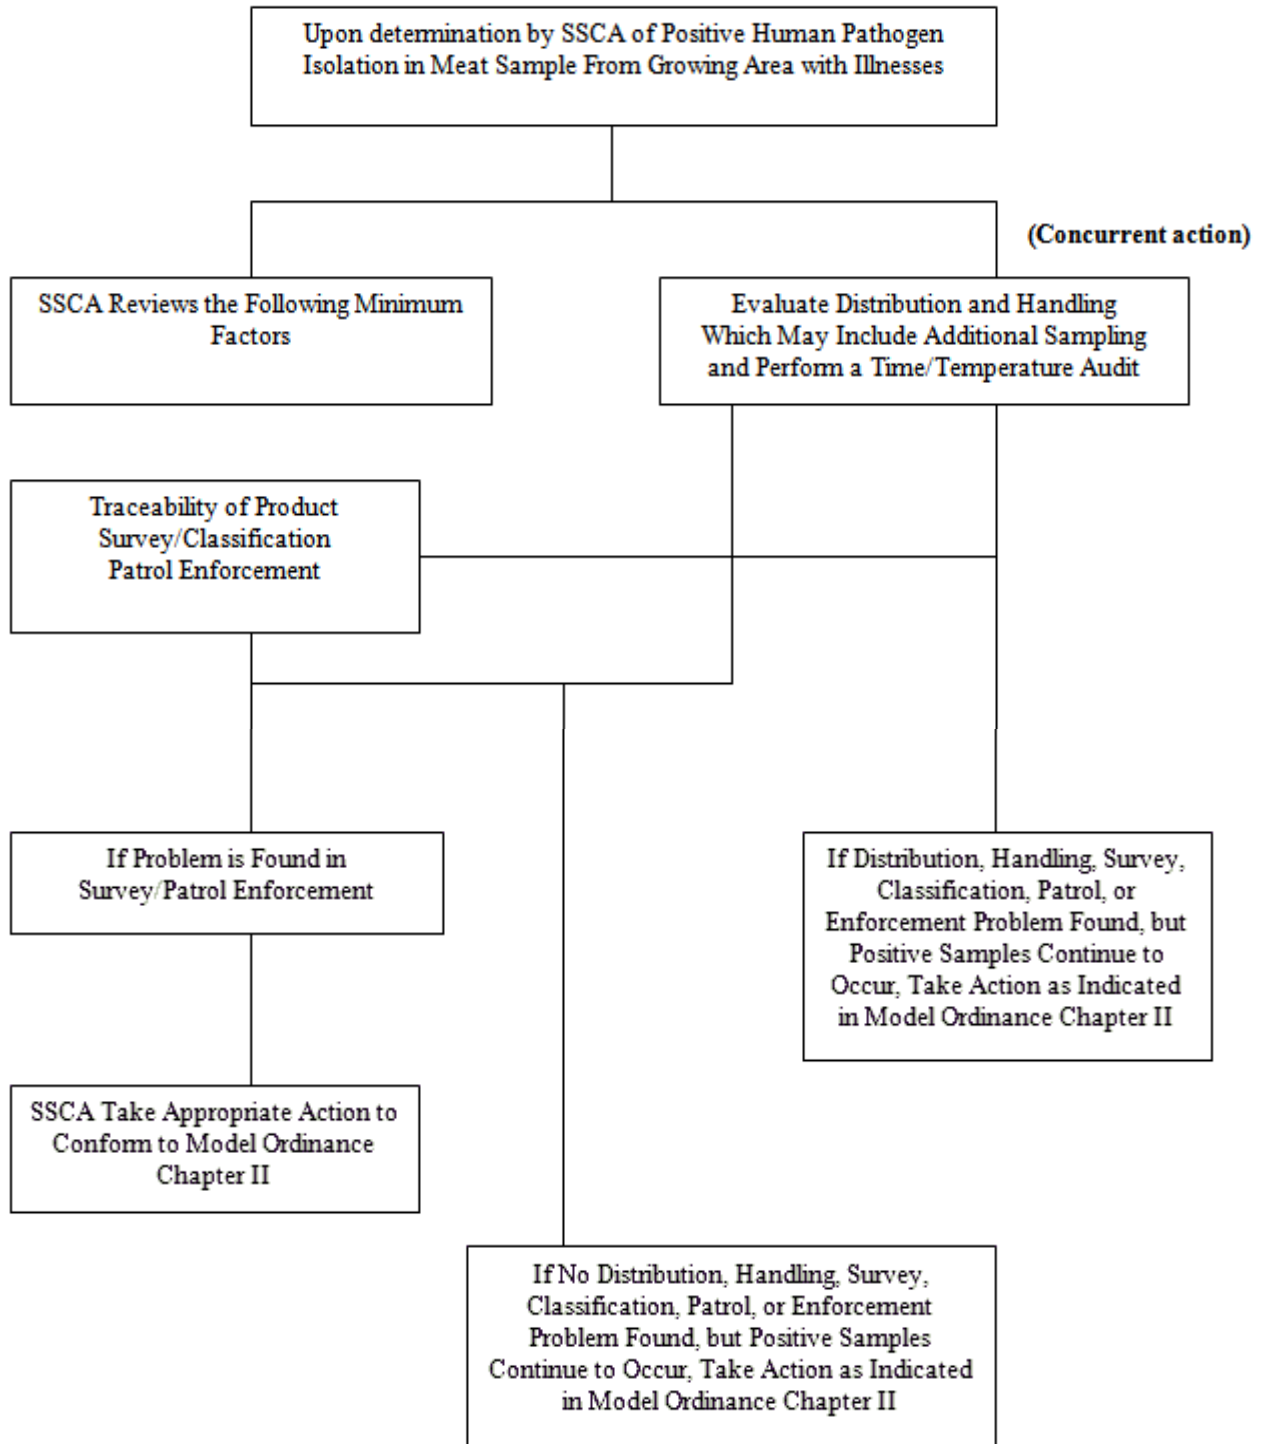 Upon determination by SSCA of Positive Human Pathogen
Isolation in Meat Sample From Growing Area with Illnesses
(Concurrent action)
SSCA Reviews the Following Minimum
Factors
Evaluate Distribution and Handling
Which May Include Additional Sampling
and Perform a Time/Temperature Audit
Traceability of Product
Survey/Classification
Patrol Enforcement
If Problem is Found in
Survey/Patrol Enforcement
If Distribution, Handling, Survey,
Classification, Patrol, or
Enforcement Problem Found, but
Positive Samples Continue to
Occur, Take Action as Indicated
in Model Ordinance Chapter II
SSCA Take Appropriate Action to
Conform to Model Ordinance
Chapter II
If No Distribution, Handling, Survey,
Classification, Patrol, or Enforcement
Problem Found, but Positive Samples
Continue to Occur, Take Action as Indicated
in Model Ordinance Chapter II